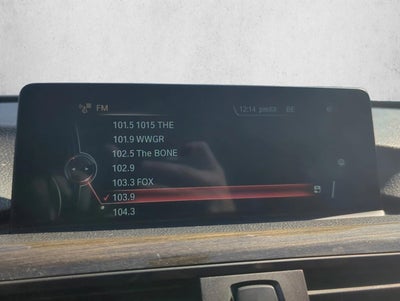 FM
12:14 pm
101.5 1015 THE
101.9 WWGR
102.5 The BONE
102.9
103.3 FOX
103.9
104.3